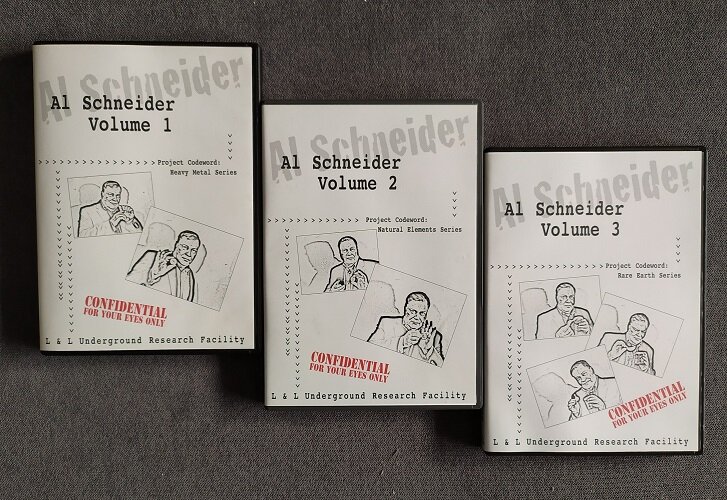 Al Schneider
Al Schneider
Volume 1
Project Codeword:
Heavy Metal Series
CONFIDENTIAL
FOR YOUR EYES ONLY
L & L Underground Research Facility
Al Schneider
Al Schneider
Volume 2
Project Codeword:
Natural Elements Series
CONFIDENTIAL
FOR YOUR EYES ONLY
L & L Underground Research Facility
Al Schneider
Al Schneider
Volume 3
Project Codeword:
Rare Earth Series
CONFIDENTIAL
FOR YOUR EYES ONLY
L & L Underground Research Facility